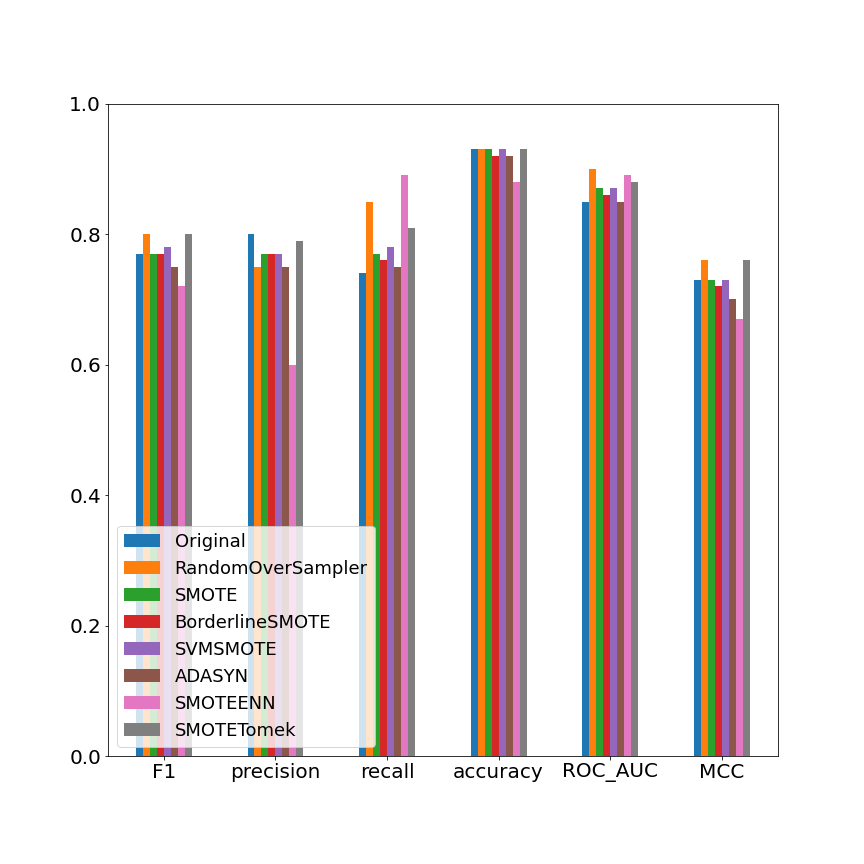 1.0
0.8
0.6
0.4
0.2
0.0
Original
RandomOverSampler
SMOTE
BorderlineSMOTE
SVMSMOTE
ADASYN
SMOTEENN
SMOTETomek
F1 precision recall accuracy ROC_AUC MCC